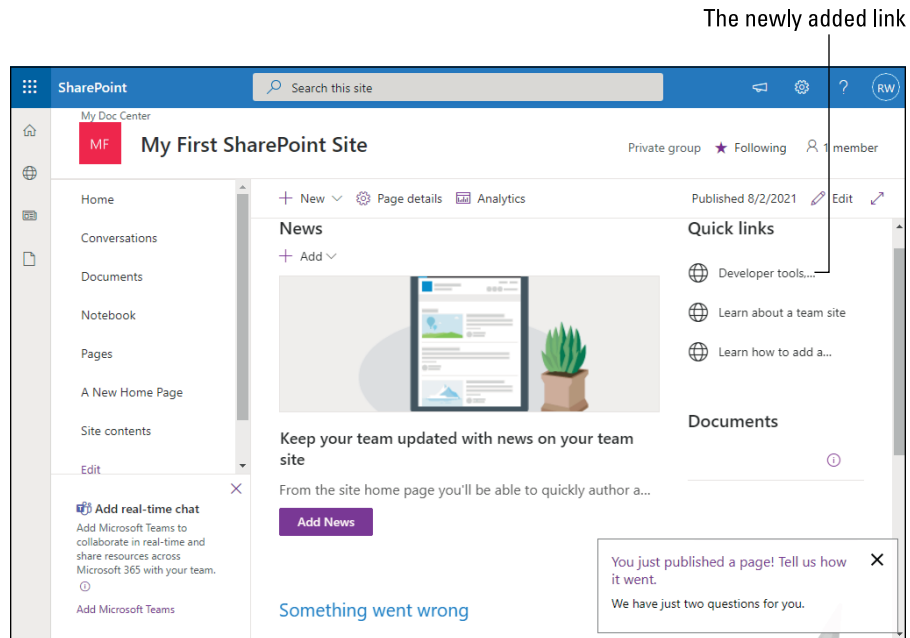 The newly added link
SharePoint
Search this site
?
RW
My Doc Center
MF
My First SharePoint Site
Private group
Following
1 member
Home
Conversations
Documents
Notebook
Pages
A New Home Page
Site contents
Edit
Add real-time chat
Add Microsoft Teams to
collaborate in real-time and
share resources across
Microsoft 365 with your team.
Add Microsoft Teams
New
Page details
Analytics
Published 8/2/2021
Edit
News
Add
Keep your team updated with news on your team
site
From the site home page you'll be able to quickly author a...
Add News
Something went wrong
Quick links
Developer tools,...
Learn about a team site
Learn how to add a...
Documents
You just published a page! Tell us how
it went.
We have just two questions for you.